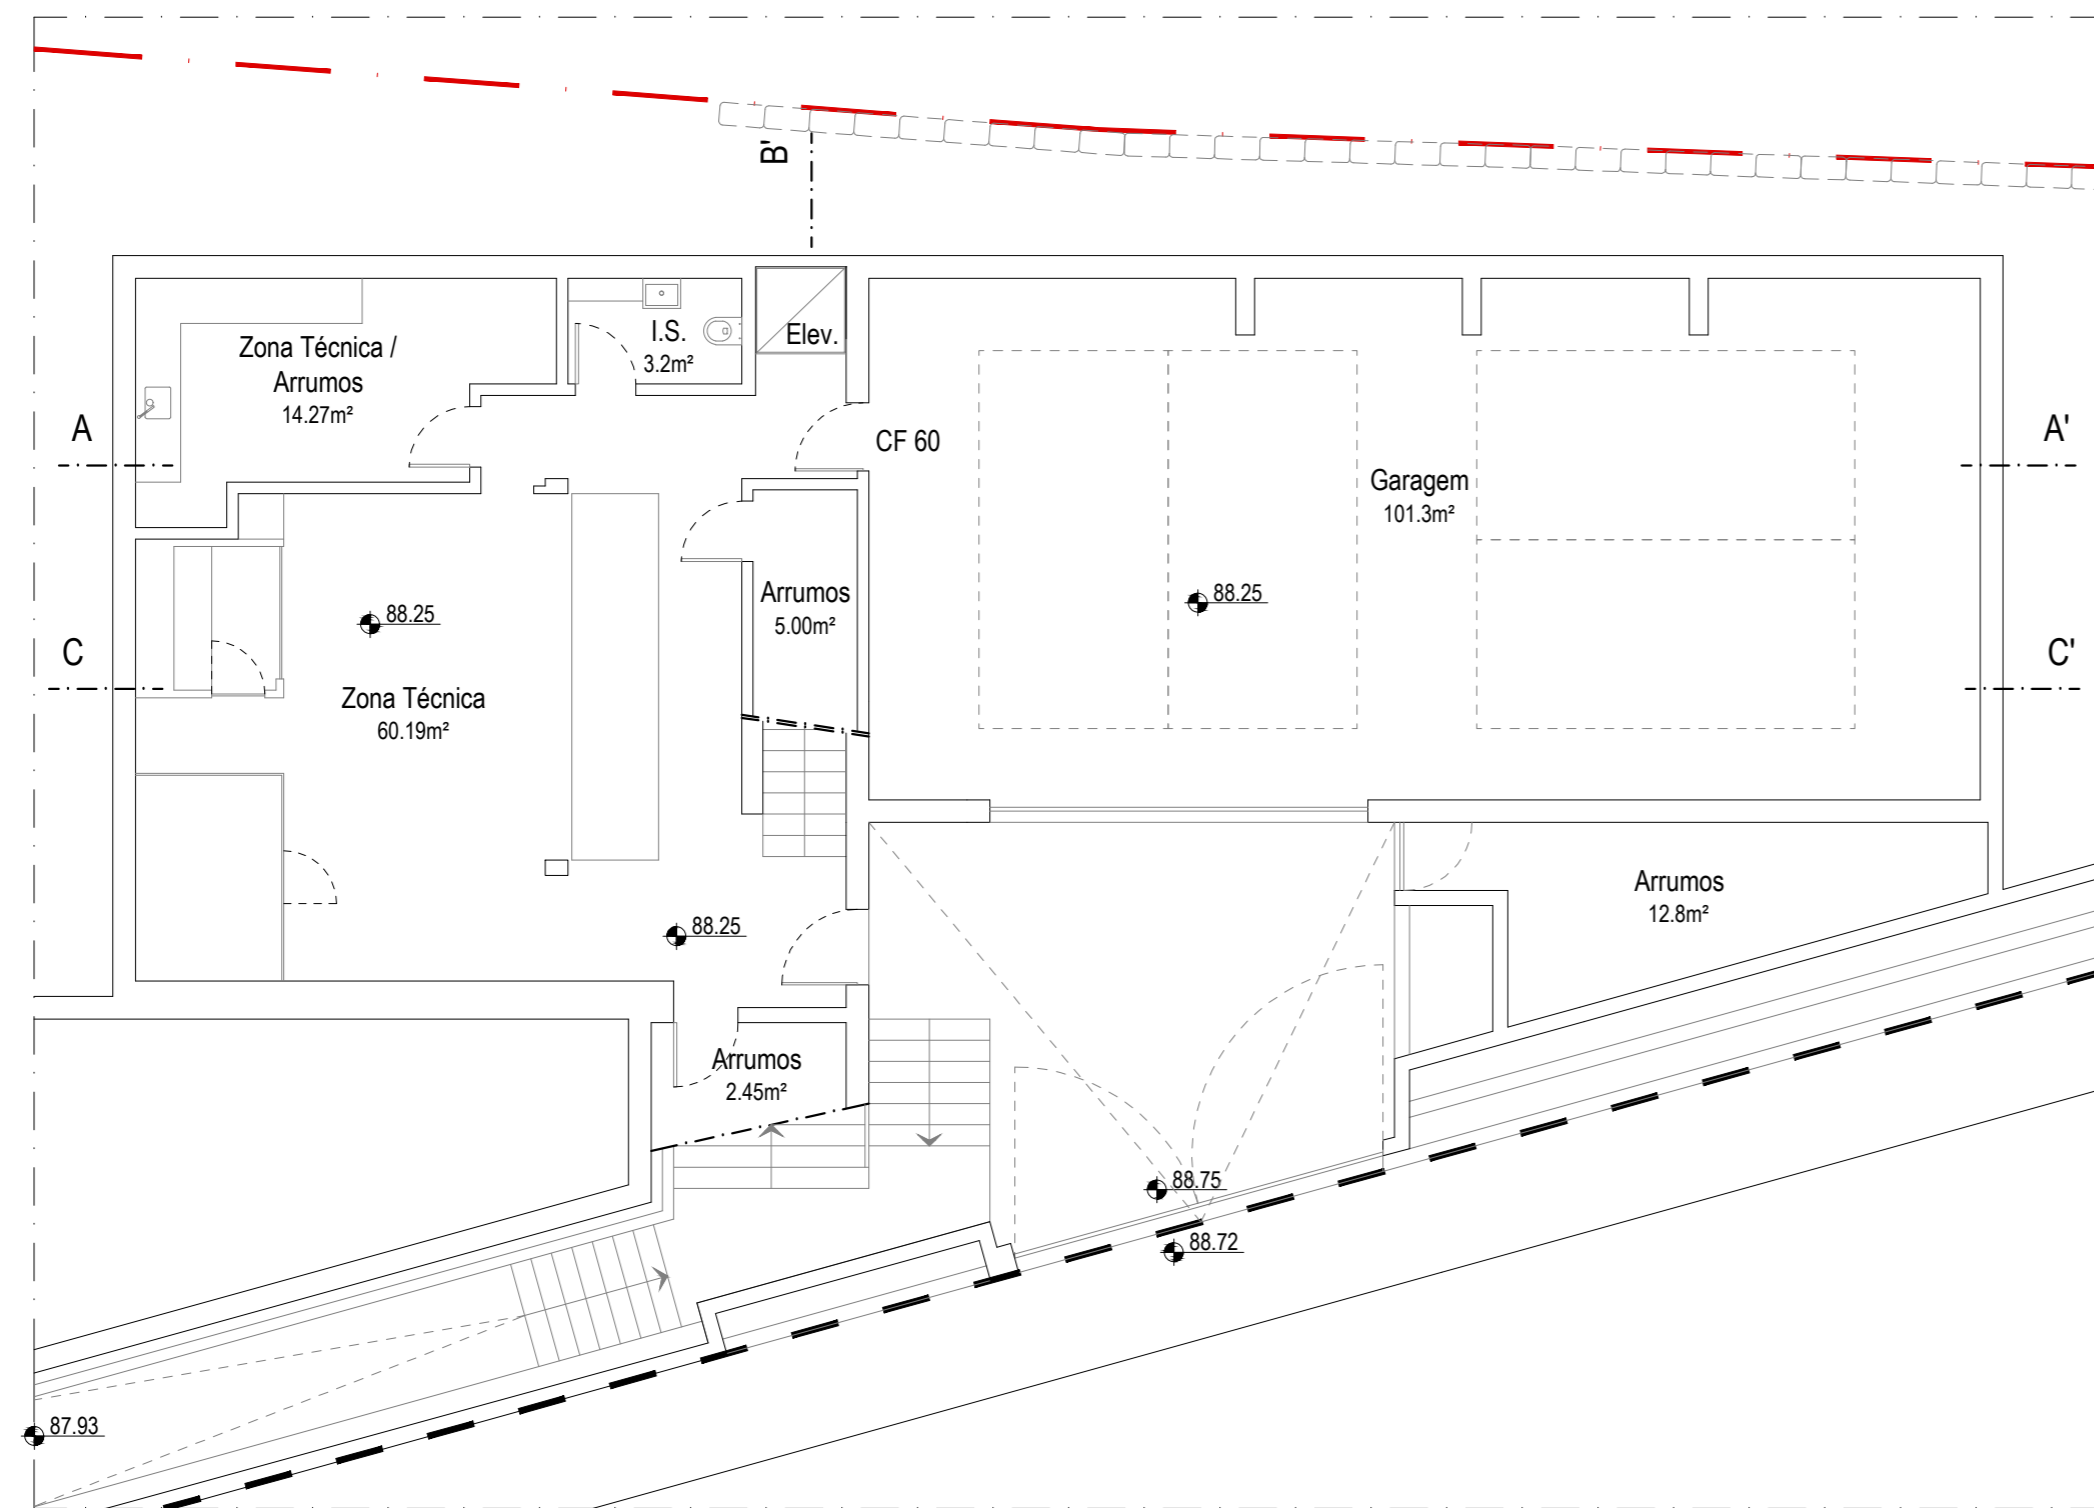 B'
Zona Técnica /
Arrumos
14.27m²
I.S.
3.2m²
Elev.
A
CF 60
A'
Garagem
101.3m²
Arrumos
5.00m²
88.25
88.25
C
C'
Zona Técnica
60.19m²
Arrumos
12.8m²
88.25
Arrumos
2.45m²
88.75
88.72
87.93